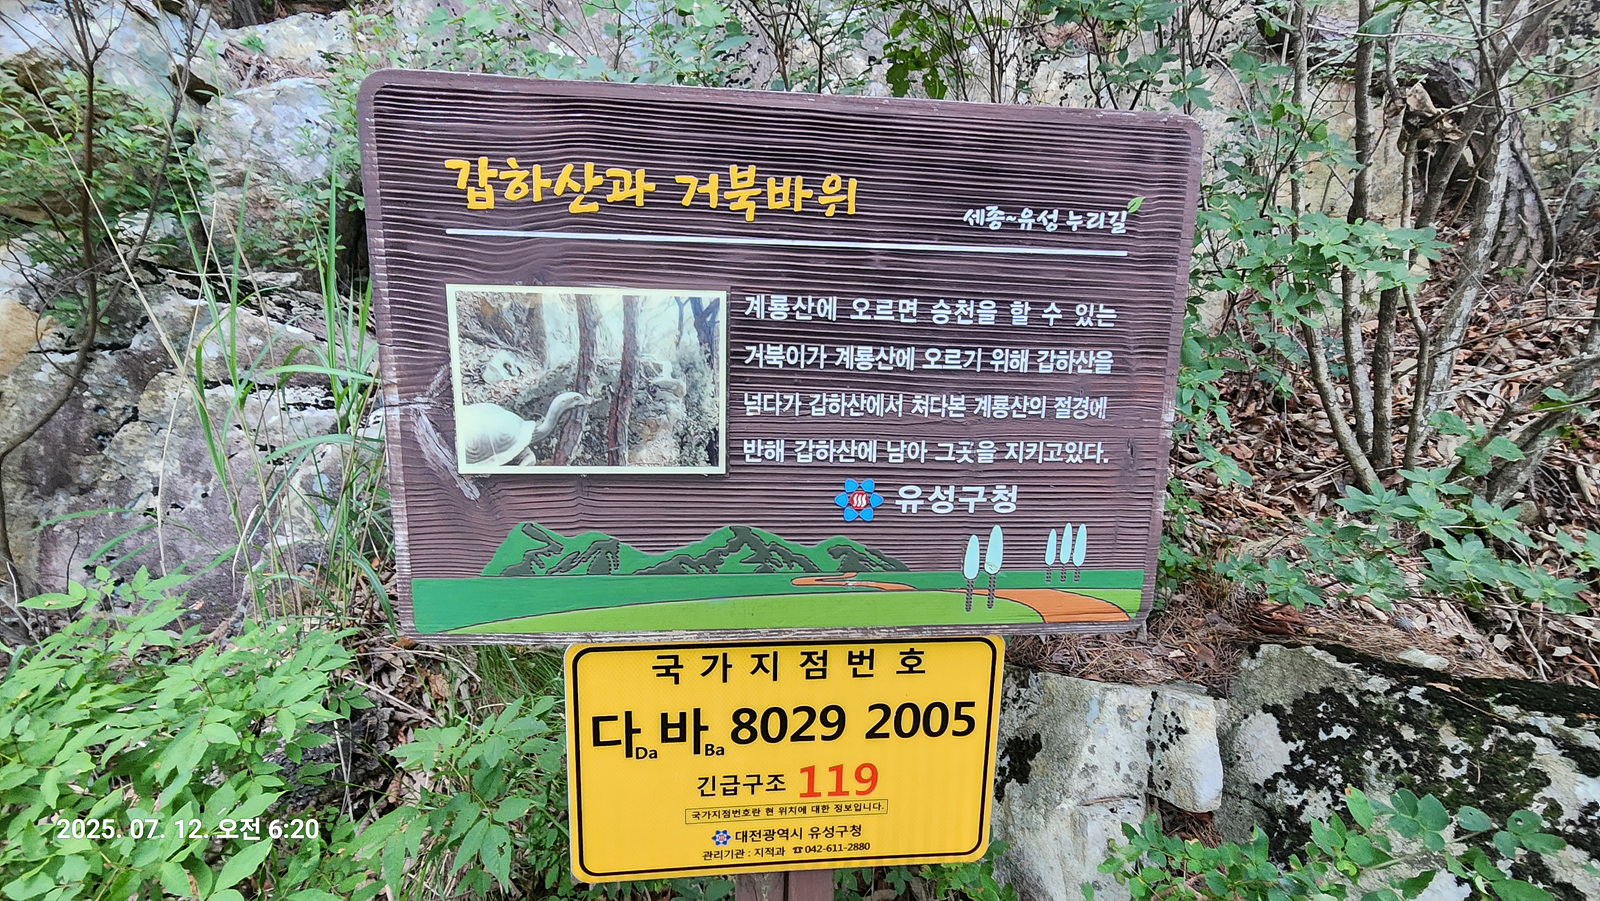 갑하산과 거북바위
세종~유성 누리길
계룡산에 오르면 승천을 할 수 있는
거북이가 계룡산에 오르기 위해 갑하산을
넘다가 갑하산에서 쳐다본 계룡산의 절경에
반해 갑하산에 남아 그곳을 지키고있다.
유성구청
국가지점번호
다Da 바Ba 8029 2005
긴급구조 119
국가지점번호란 현 위치에 대한 정보입니다.
대전광역시 유성구청
관리기관 : 지적과 ☎042-611-2880
2025. 07. 12. 오전 6:20